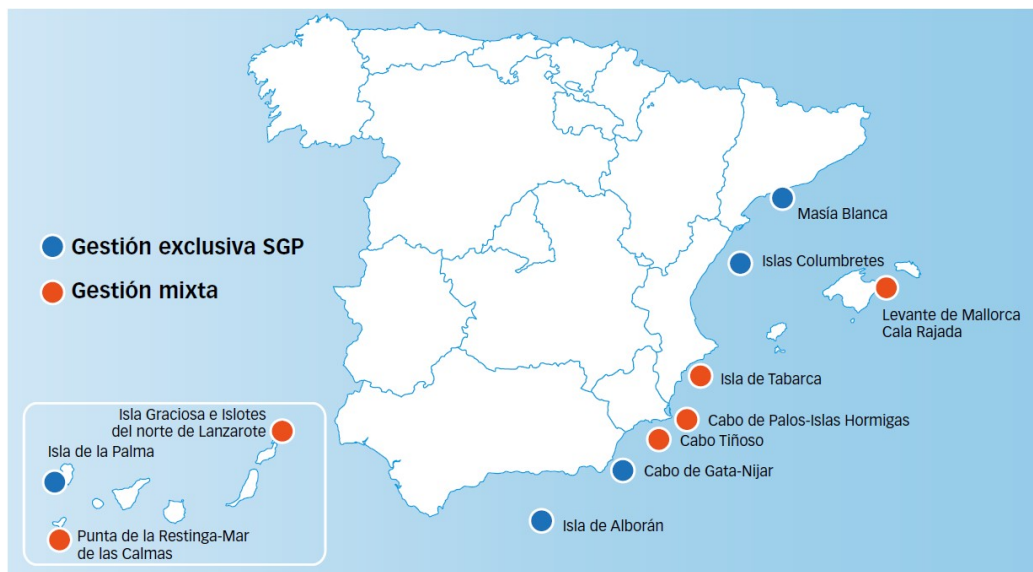 Gestión exclusiva SGP
Gestión mixta
Masía Blanca
Islas Columbretes
Levante de Mallorca
Cala Rajada
Isla de Tabarca
Cabo de Palos-Islas Hormigas
Cabo Tiñoso
Cabo de Gata-Nijar
Isla de Alborán
Isla Graciosa e Islotes
del norte de Lanzarote
Isla de la Palma
Punta de la Restinga-Mar
de las Calmas